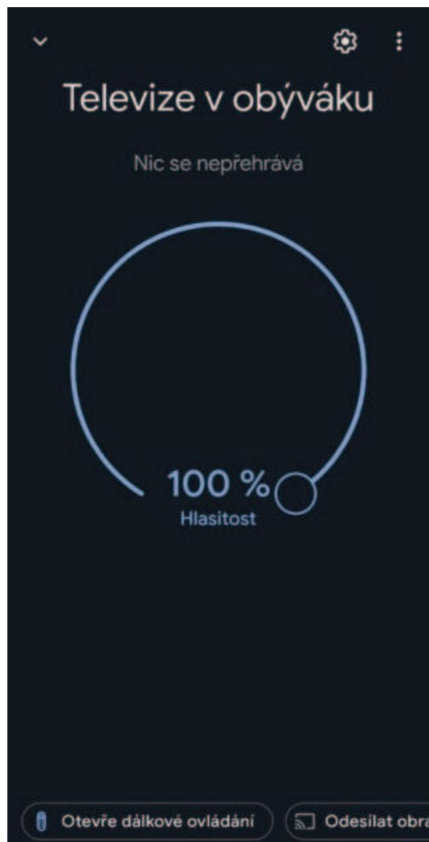 Televize v obýváku
Nic se nepřehrává
100 %
Hlasitost
Otevře dálkové ovládání
Odesílat obra